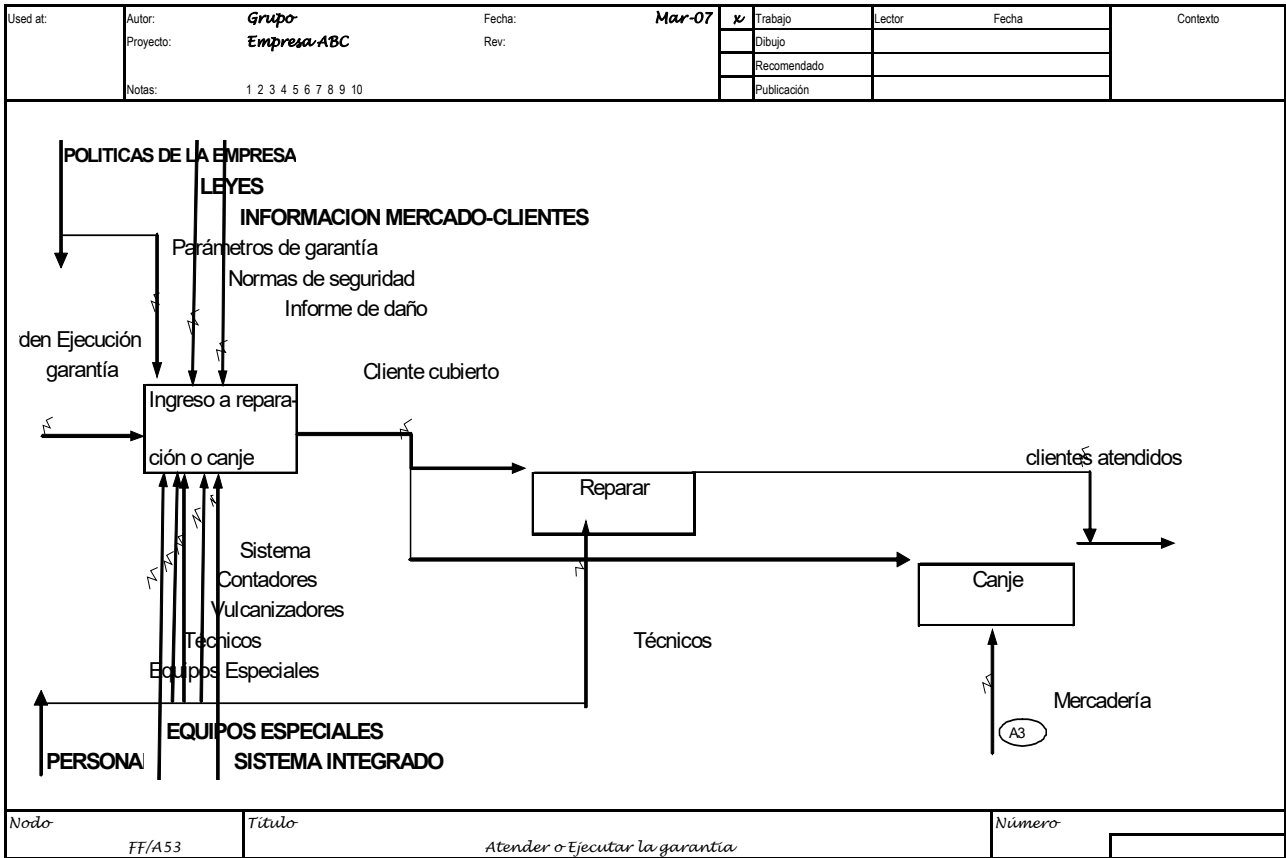 Used at:
Autor: Grupo Fecha: Mar-07 x Trabajo Lector Fecha Contexto
Proyecto: Empresa ABC Rev: Dibujo
Recomendado
Notas: 1 2 3 4 5 6 7 8 9 10 Publicación
POLITICAS DE LA EMPRESA
LEYES
INFORMACION MERCADO-CLIENTES
Parámetros de garantía
Normas de seguridad
Informe de daño
den Ejecución
garantía
Cliente cubierto
Ingreso a repara-
ción o canje
clientes atendidos
Reparar
Canje
Sistema
Contadores
Vulcanizadores
Técnicos
Equipos Especiales
Técnicos
Mercadería
A3
EQUIPOS ESPECIALES
PERSONA
SISTEMA INTEGRADO
Nodo Título Número
FF/A53 Atender o Ejecutar la garantía